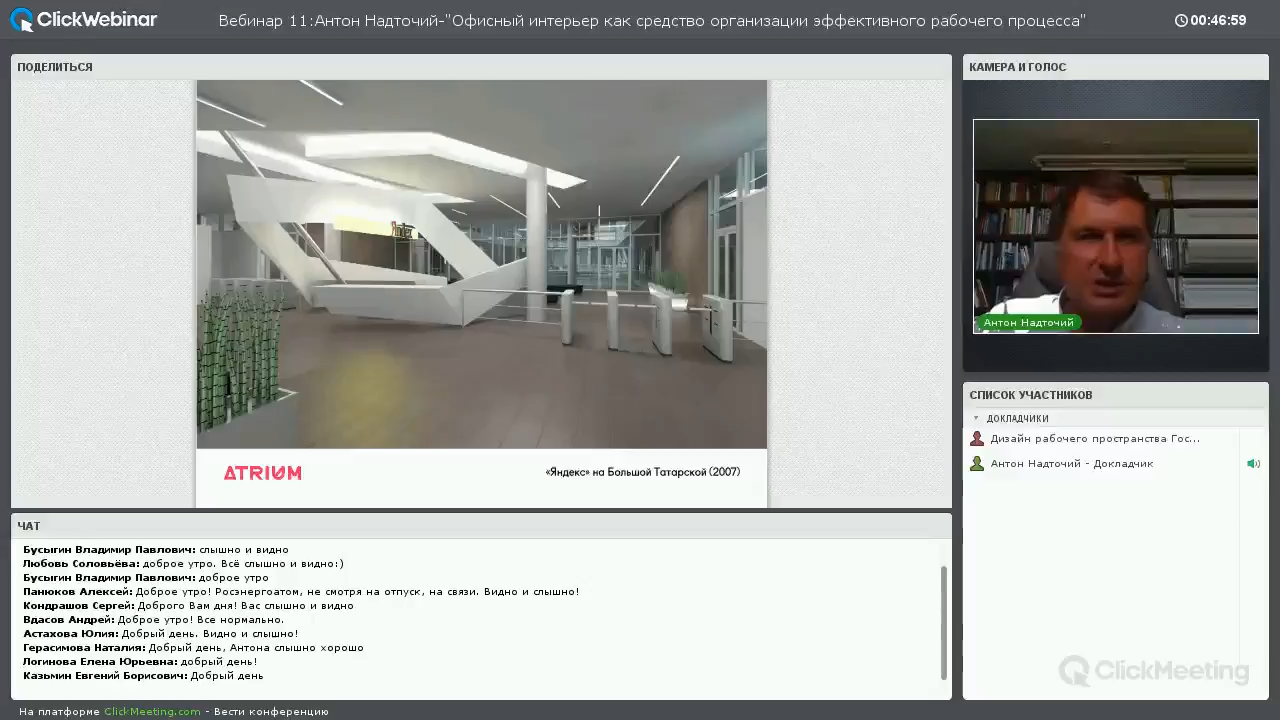 ClickWebinar
Вебинар 11:Антон Надточий-"Офисный интерьер как средство организации эффективного рабочего процесса"
00:46:59
ПОДЕЛИТЬСЯ
Яndex
ATRIUM
«Яндекс» на Большой Татарской (2007)
КАМЕРА И ГОЛОС
Антон Надточий
СПИСОК УЧАСТНИКОВ
ДОКЛАДЧИКИ
Дизайн рабочего пространства Гос...
Антон Надточий - Докладчик
ЧАТ
Бусыгин Владимир Павлович: слышно и видно
Любовь Соловьёва: доброе утро. Всё слышно и видно:)
Бусыгин Владимир Павлович: доброе утро
Панюков Алексей: Доброе утро! Росэнергоатом, не смотря на отпуск, на связи. Видно и слышно!
Кондрашов Сергей: Доброго Вам дня! Вас слышно и видно
Вдасов Андрей: Доброе утро! Все нормально.
Астахова Юлия: Добрый день. Видно и слышно!
Герасимова Наталия: Добрый день, Антона слышно хорошо
Логинова Елена Юрьевна: добрый день!
Казьмин Евгений Борисович: Добрый день
ClickMeeting
На платформе ClickMeeting.com - Вести конференцию